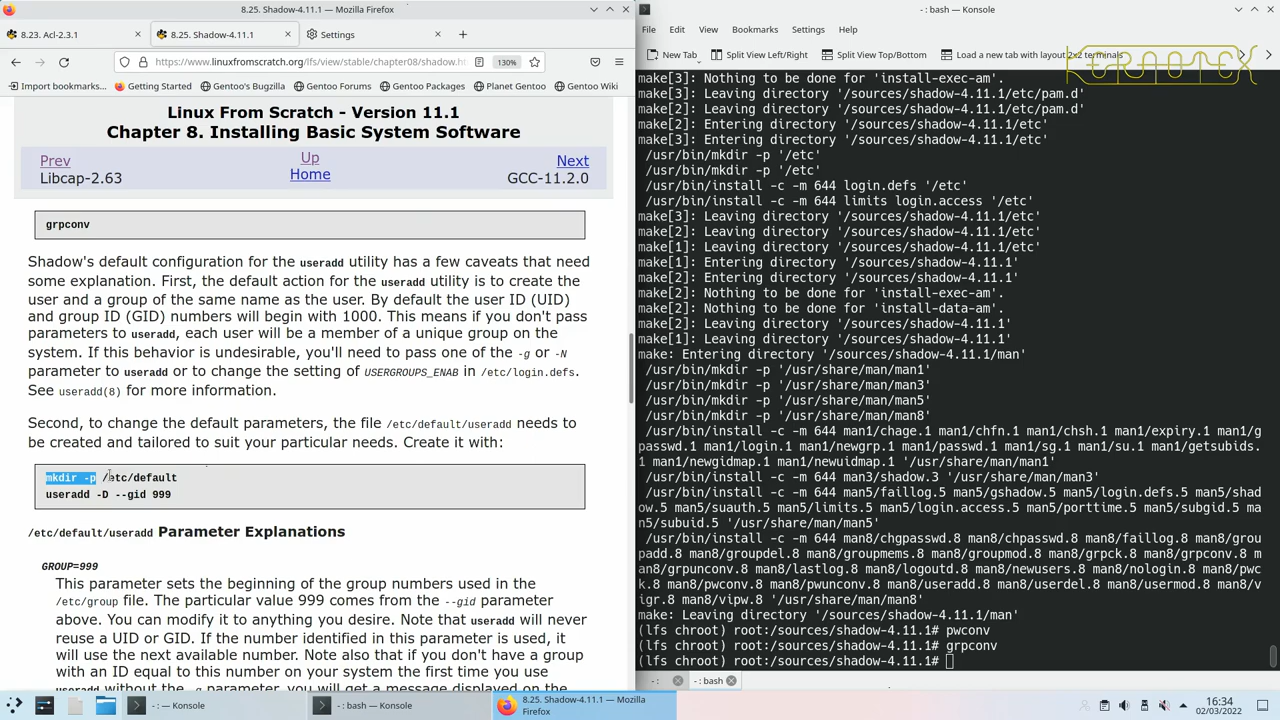 8.25. Shadow-4.11.1 — Mozilla Firefox
8.23. Acl-2.3.1
8.25. Shadow-4.11.1
Settings
https://www.linuxfromscratch.org/lfs/view/stable/chapter8/shadow.ht
130%
Import bookmarks...
Getting Started
Gentoo's Bugzilla
Gentoo Forums
Gentoo Packages
Planet Gentoo
Gentoo Wiki
Linux From Scratch - Version 11.1
Chapter 8. Installing Basic System Software
Prev
Up
Next
Libcap-2.63
Home
GCC-11.2.0
grpconv
Shadow's default configuration for the useradd utility has a few caveats that need
some explanation. First, the default action for the useradd utility is to create the
user and a group of the same name as the user. By default the user ID (UID)
and group ID (GID) numbers will begin with 1000. This means if you don't pass
parameters to useradd, each user will be a member of a unique group on the
system. If this behavior is undesirable, you'll need to pass one of the -g or -N
parameter to useradd or to change the setting of USERGROUPS_ENAB in /etc/login.defs.
See useradd(8) for more information.
Second, to change the default parameters, the file /etc/default/useradd needs to
be created and tailored to suit your particular needs. Create it with:
mkdir -p /etc/default
useradd -D --gid 999
/etc/default/useradd Parameter Explanations
GROUP=999
This parameter sets the beginning of the group numbers used in the
/etc/group file. The particular value 999 comes from the --gid parameter
above. You can modify it to anything you desire. Note that useradd will never
reuse a UID or GID. If the number identified in this parameter is used, it
will use the next available number. Note also that if you don't have a group
with an ID equal to this number on your system the first time you use
useradd without the -g parameter, you will get a message displayed on the
- : bash — Konsole
File
Edit
View
Bookmarks
Settings
Help
New Tab
Split View Left/Right
Split View Top/Bottom
Load a new tab with layout 2x2 terminals
make[3]: Nothing to be done for 'install-exec-am'.
make[3]: Leaving directory '/sources/shadow-4.11.1/etc/pam.d'
make[2]: Leaving directory '/sources/shadow-4.11.1/etc/pam.d'
make[2]: Entering directory '/sources/shadow-4.11.1/etc'
make[3]: Entering directory '/sources/shadow-4.11.1/etc'
/usr/bin/mkdir -p '/etc'
/usr/bin/mkdir -p '/etc'
/usr/bin/install -c -m 644 login.defs '/etc'
/usr/bin/install -c -m 644 limits login.access '/etc'
make[3]: Leaving directory '/sources/shadow-4.11.1/etc'
make[2]: Leaving directory '/sources/shadow-4.11.1/etc'
make[1]: Leaving directory '/sources/shadow-4.11.1/etc'
make[1]: Entering directory '/sources/shadow-4.11.1'
make[2]: Entering directory '/sources/shadow-4.11.1'
make[2]: Nothing to be done for 'install-exec-am'.
make[2]: Nothing to be done for 'install-data-am'.
make[2]: Leaving directory '/sources/shadow-4.11.1'
make[1]: Leaving directory '/sources/shadow-4.11.1'
make: Entering directory '/sources/shadow-4.11.1/man'
/usr/bin/mkdir -p '/usr/share/man/man1'
/usr/bin/mkdir -p '/usr/share/man/man3'
/usr/bin/mkdir -p '/usr/share/man/man5'
/usr/bin/mkdir -p '/usr/share/man/man8'
/usr/bin/install -c -m 644 man1/chage.1 man1/chfn.1 man1/chsh.1 man1/expiry.1 man1/g
passwd.1 man1/login.1 man1/newgrp.1 man1/passwd.1 man1/sg.1 man1/su.1 man1/getsubids.
1 man1/newgidmap.1 man1/newuidmap.1 '/usr/share/man/man1'
/usr/bin/install -c -m 644 man3/shadow.3 '/usr/share/man/man3'
/usr/bin/install -c -m 644 man5/faillog.5 man5/gshadow.5 man5/login.defs.5 man5/shad
ow.5 man5/suauth.5 man5/limits.5 man5/login.access.5 man5/porttime.5 man5/subgid.5 ma
n5/subuid.5 '/usr/share/man/man5'
/usr/bin/install -c -m 644 man8/chgpasswd.8 man8/chpasswd.8 man8/faillog.8 man8/grou
padd.8 man8/groupdel.8 man8/groupmems.8 man8/groupmod.8 man8/grpck.8 man8/grpconv.8 m
an8/grpunconv.8 man8/lastlog.8 man8/logoutd.8 man8/newusers.8 man8/nologin.8 man8/pwc
k.8 man8/pwconv.8 man8/pwunconv.8 man8/useradd.8 man8/userdel.8 man8/usermod.8 man8/v
igr.8 man8/vipw.8 '/usr/share/man/man8'
make: Leaving directory '/sources/shadow-4.11.1/man'
(lfs chroot) root:/sources/shadow-4.11.1# pwconv
(lfs chroot) root:/sources/shadow-4.11.1# grpconv
(lfs chroot) root:/sources/shadow-4.11.1#
- :
- : bash
- : — Konsole
- : bash — Konsole
8.25. Shadow-4.11.1 — Mozilla
Firefox
16:34
02/03/2022